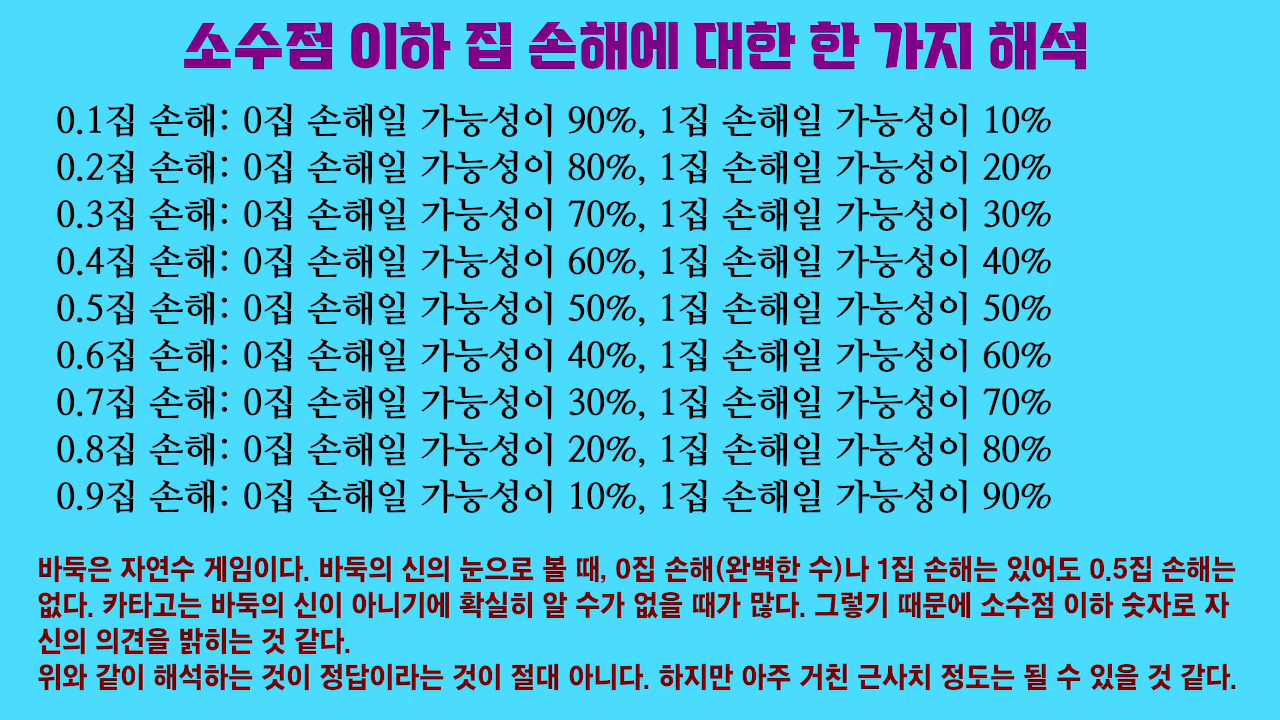 소수점 이하 집 손해에 대한 한 가지 해석
0.1집 손해: 0집 손해일 가능성이 90%, 1집 손해일 가능성이 10%
0.2집 손해: 0집 손해일 가능성이 80%, 1집 손해일 가능성이 20%
0.3집 손해: 0집 손해일 가능성이 70%, 1집 손해일 가능성이 30%
0.4집 손해: 0집 손해일 가능성이 60%, 1집 손해일 가능성이 40%
0.5집 손해: 0집 손해일 가능성이 50%, 1집 손해일 가능성이 50%
0.6집 손해: 0집 손해일 가능성이 40%, 1집 손해일 가능성이 60%
0.7집 손해: 0집 손해일 가능성이 30%, 1집 손해일 가능성이 70%
0.8집 손해: 0집 손해일 가능성이 20%, 1집 손해일 가능성이 80%
0.9집 손해: 0집 손해일 가능성이 10%, 1집 손해일 가능성이 90%
바둑은 자연수 게임이다. 바둑의 신의 눈으로 볼 때, 0집 손해(완벽한 수)나 1집 손해는 있어도 0.5집 손해는
없다. 카타고는 바둑의 신이 아니기에 확실히 알 수가 없을 때가 많다. 그렇기 때문에 소수점 이하 숫자로 자
신의 의견을 밝히는 것 같다.
위와 같이 해석하는 것이 정답이라는 것이 절대 아니다. 하지만 아주 거친 근사치 정도는 될 수 있을 것 같다.